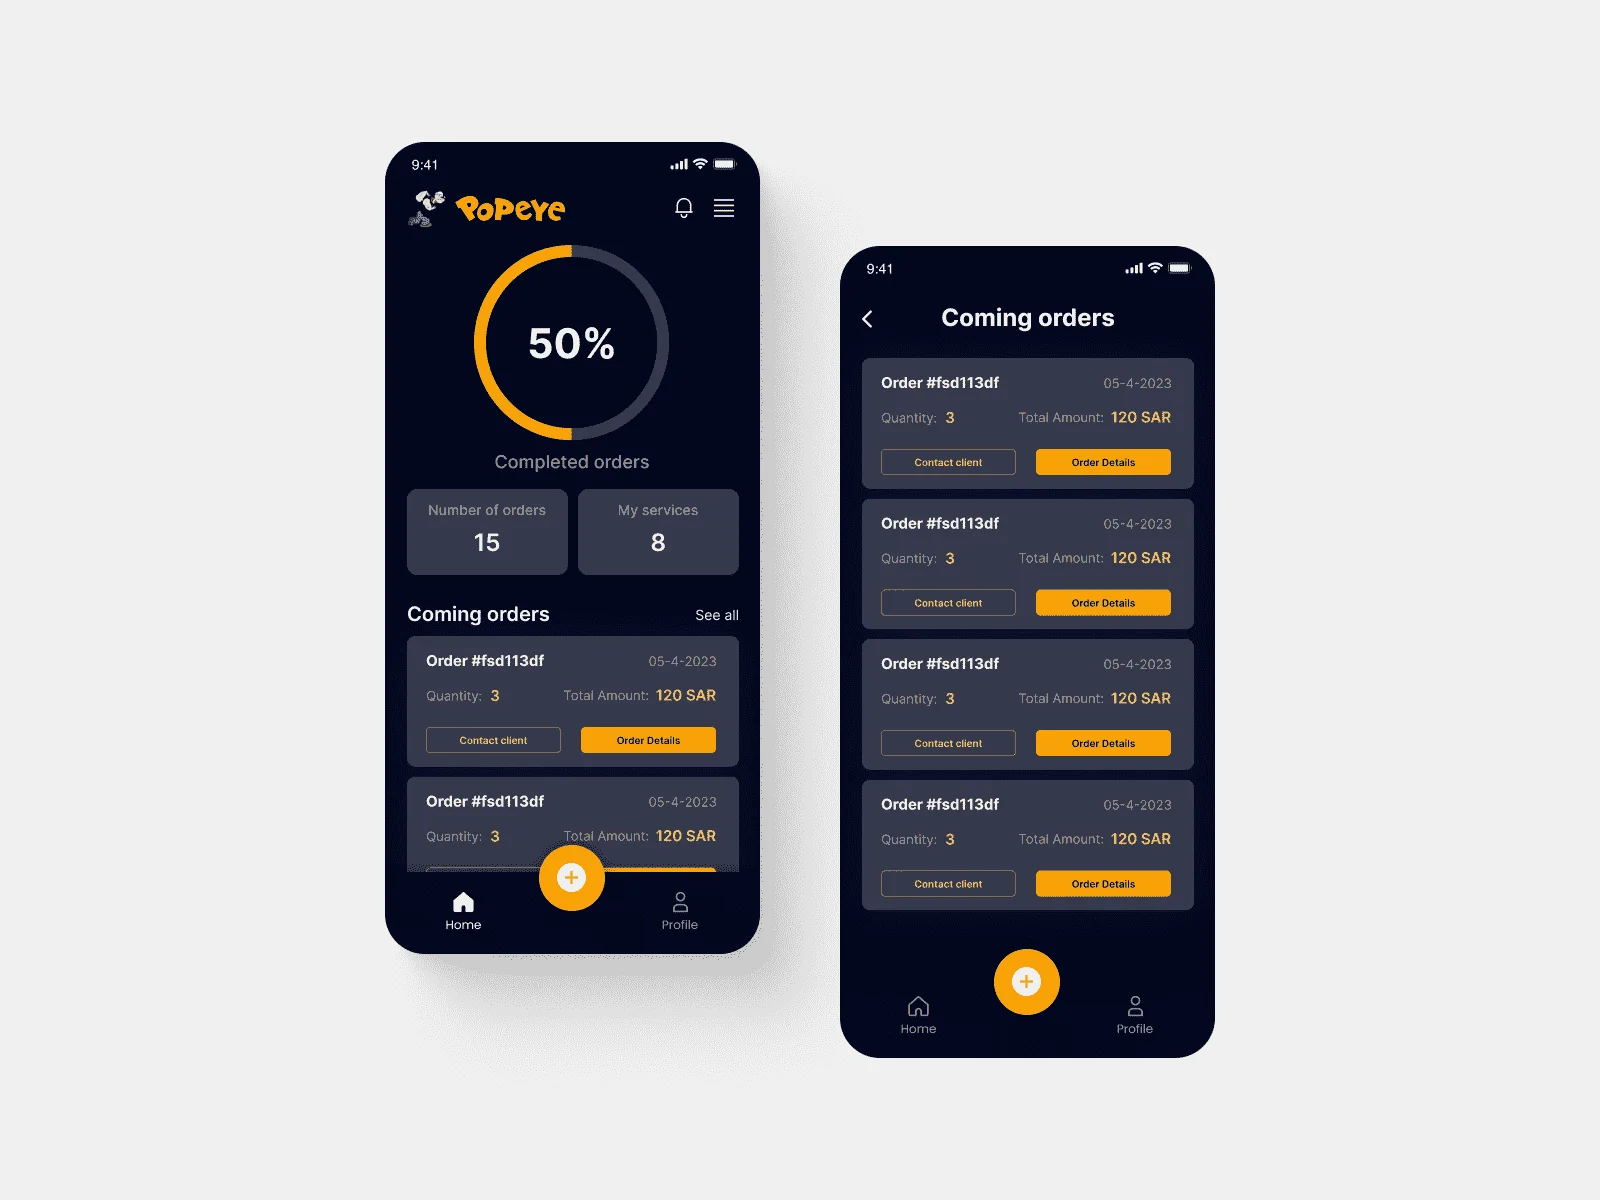 9:41
POPEYE
50%
Completed orders
Number of orders
My services
15
8
Coming orders
See all
Order #fsd113df
05-4-2023
Quantity: 3
Total Amount: 120 SAR
Contact client
Order Details
Order #fsd113df
05-4-2023
Quantity: 3
Total Amount: 120 SAR
Home
Profile
9:41
Coming orders
Order #fsd113df
05-4-2023
Quantity: 3
Total Amount: 120 SAR
Contact client
Order Details
Order #fsd113df
05-4-2023
Quantity: 3
Total Amount: 120 SAR
Contact client
Order Details
Order #fsd113df
05-4-2023
Quantity: 3
Total Amount: 120 SAR
Contact client
Order Details
Order #fsd113df
05-4-2023
Quantity: 3
Total Amount: 120 SAR
Contact client
Order Details
Home
Profile